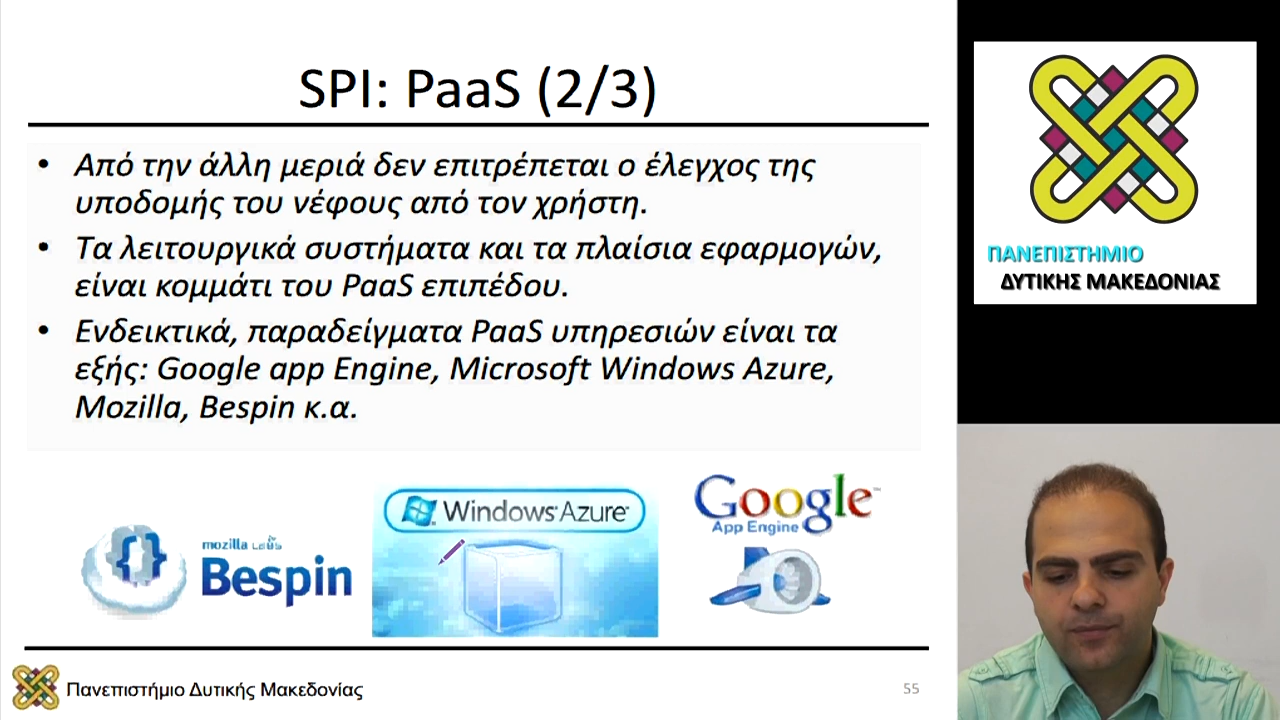 SPI: PaaS (2/3)
• Από την άλλη μεριά δεν επιτρέπεται ο έλεγχος της
υποδομής του νέφους από τον χρήστη.
• Τα λειτουργικά συστήματα και τα πλαίσια εφαρμογών,
είναι κομμάτι του PaaS επιπέδου.
• Ενδεικτικά, παραδείγματα PaaS υπηρεσιών είναι τα
εξής: Google app Engine, Microsoft Windows Azure,
Mozilla, Bespin κ.α.
mozilla LABS
Bespin
Windows Azure
Google™
App Engine
Πανεπιστήμιο Δυτικής Μακεδονίας
55
ΠΑΝΕΠΙΣΤΗΜΙΟ
ΔΥΤΙΚΗΣ ΜΑΚΕΔΟΝΙΑΣ